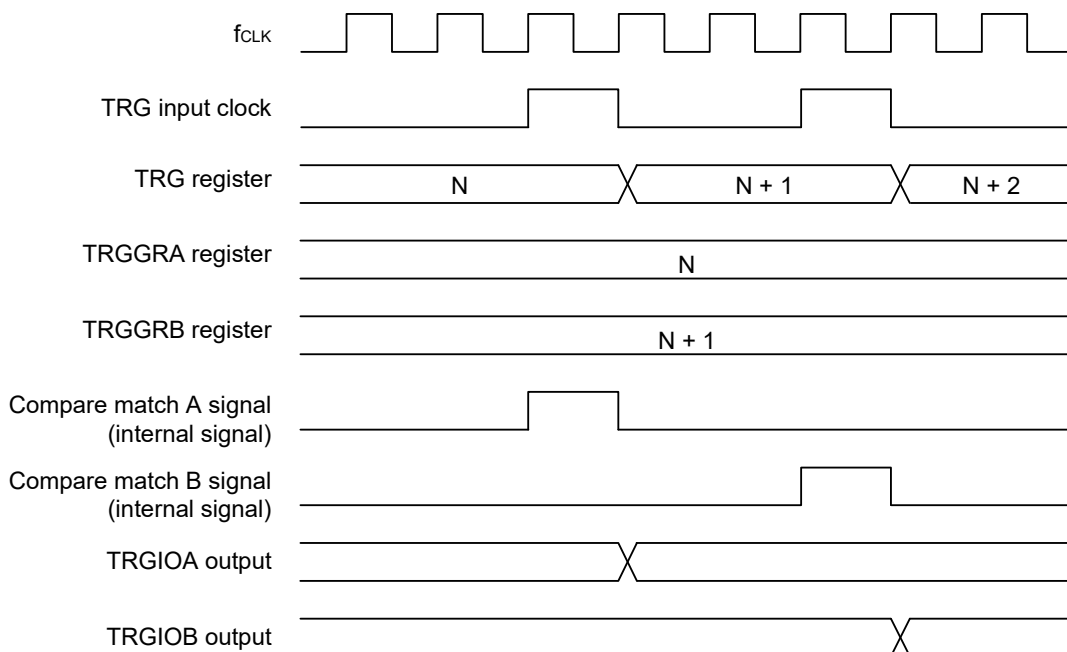 fCLK
TRG input clock
TRG register
N
N + 1
N + 2
TRGGRA register
N
TRGGRB register
N + 1
Compare match A signal
(internal signal)
Compare match B signal
(internal signal)
TRGIOA output
TRGIOB output